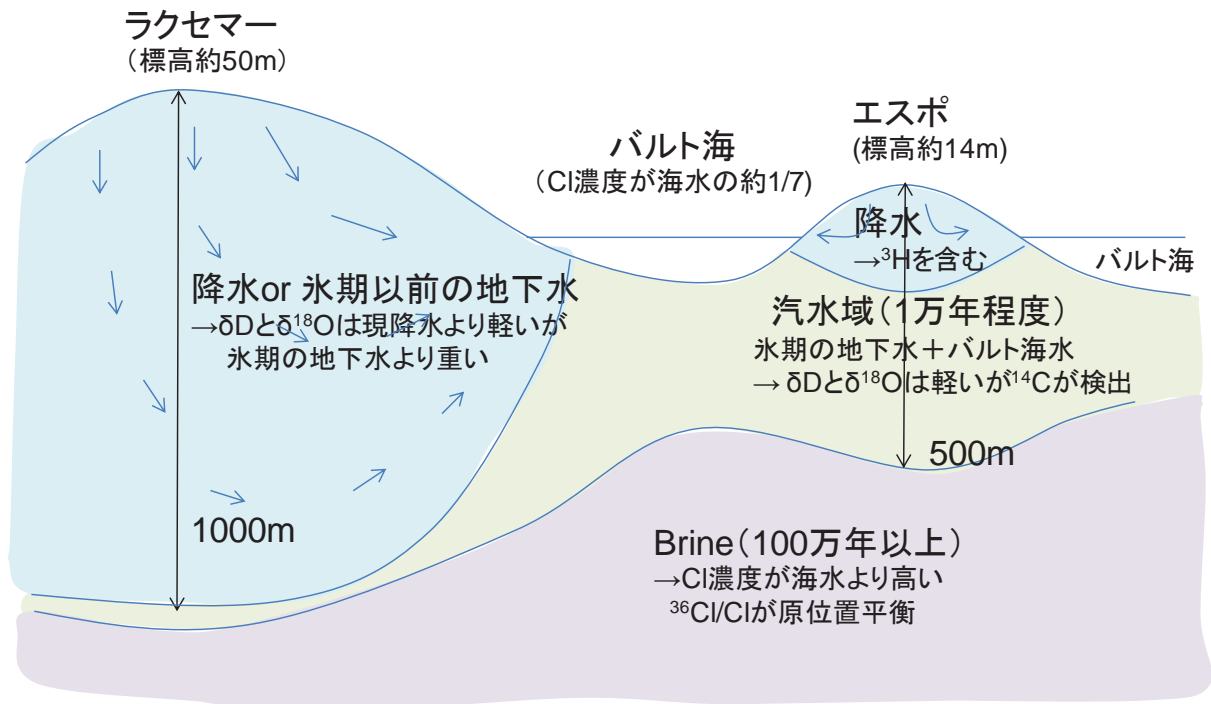 ラクセマー
（標高約50m）
エスポ
(標高約14m)
バルト海
（Cl濃度が海水の約1/7)
降水
→³Hを含む
バルト海
降水or 氷期以前の地下水
→δDとδ¹⁸Oは現降水より軽いが
氷期の地下水より重い
汽水域（1万年程度）
氷期の地下水＋バルト海水
→ δDとδ¹⁸Oは軽いが¹⁴Cが検出
500m
1000m
Brine（100万年以上）
→Cl濃度が海水より高い
³⁶Cl/Clが原位置平衡